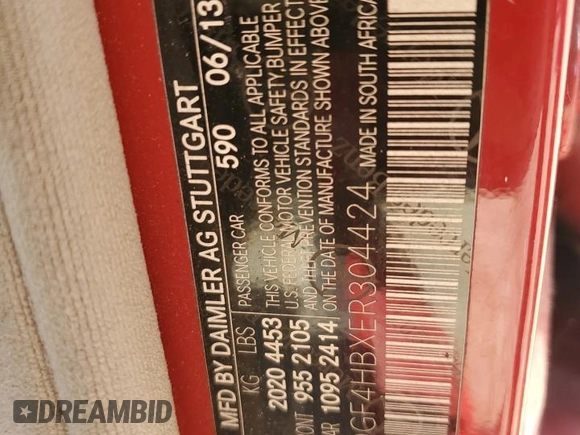 MFD BY DAIMLER AG STUTTGART
590 06/13
KG LBS PASSENGER CAR
2020 4453 THIS VEHICLE CONFORMS TO ALL APPLICABLE
U.S. FEDERAL MOTOR VEHICLE SAFETY, BUMPER
955 2105 AND THEFT PREVENTION STANDARDS IN EFFECT
1095 2414 ON THE DATE OF MANUFACTURE SHOWN ABOVE
GF4HBXER304424 MADE IN SOUTH AFRICA
DREAMBID